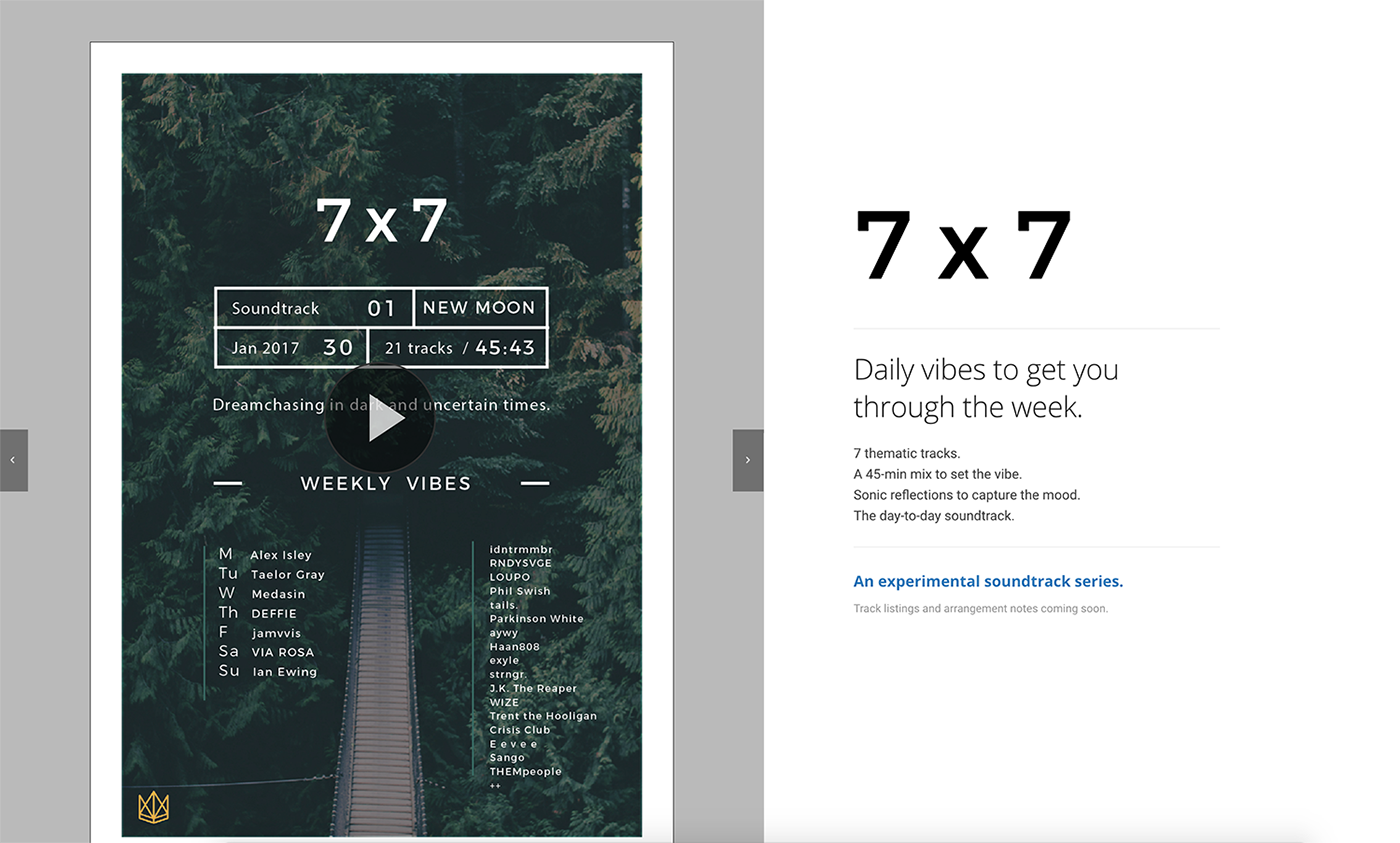 7 x 7
Soundtrack 01 NEW MOON
Jan 2017 30 21 tracks / 45:43
Dreamchasing in dark and uncertain times.
WEEKLY VIBES
M Alex Isley
Tu Taelor Gray
W Medasin
Th DEFFIE
F jamvvis
Sa VIA ROSA
Su Ian Ewing
idntrmmbr
RNDYSVGE
LOUPO
Phil Swish
tails.
Parkinson White
aywy
Haan808
exyle
strngr.
J.K. The Reaper
WIZE
Trent the Hooligan
Crisis Club
E e v e e
Sango
THEMpeople
++
7 x 7
Daily vibes to get you
through the week.
7 thematic tracks.
A 45-min mix to set the vibe.
Sonic reflections to capture the mood.
The day-to-day soundtrack.
An experimental soundtrack series.
Track listings and arrangement notes coming soon.